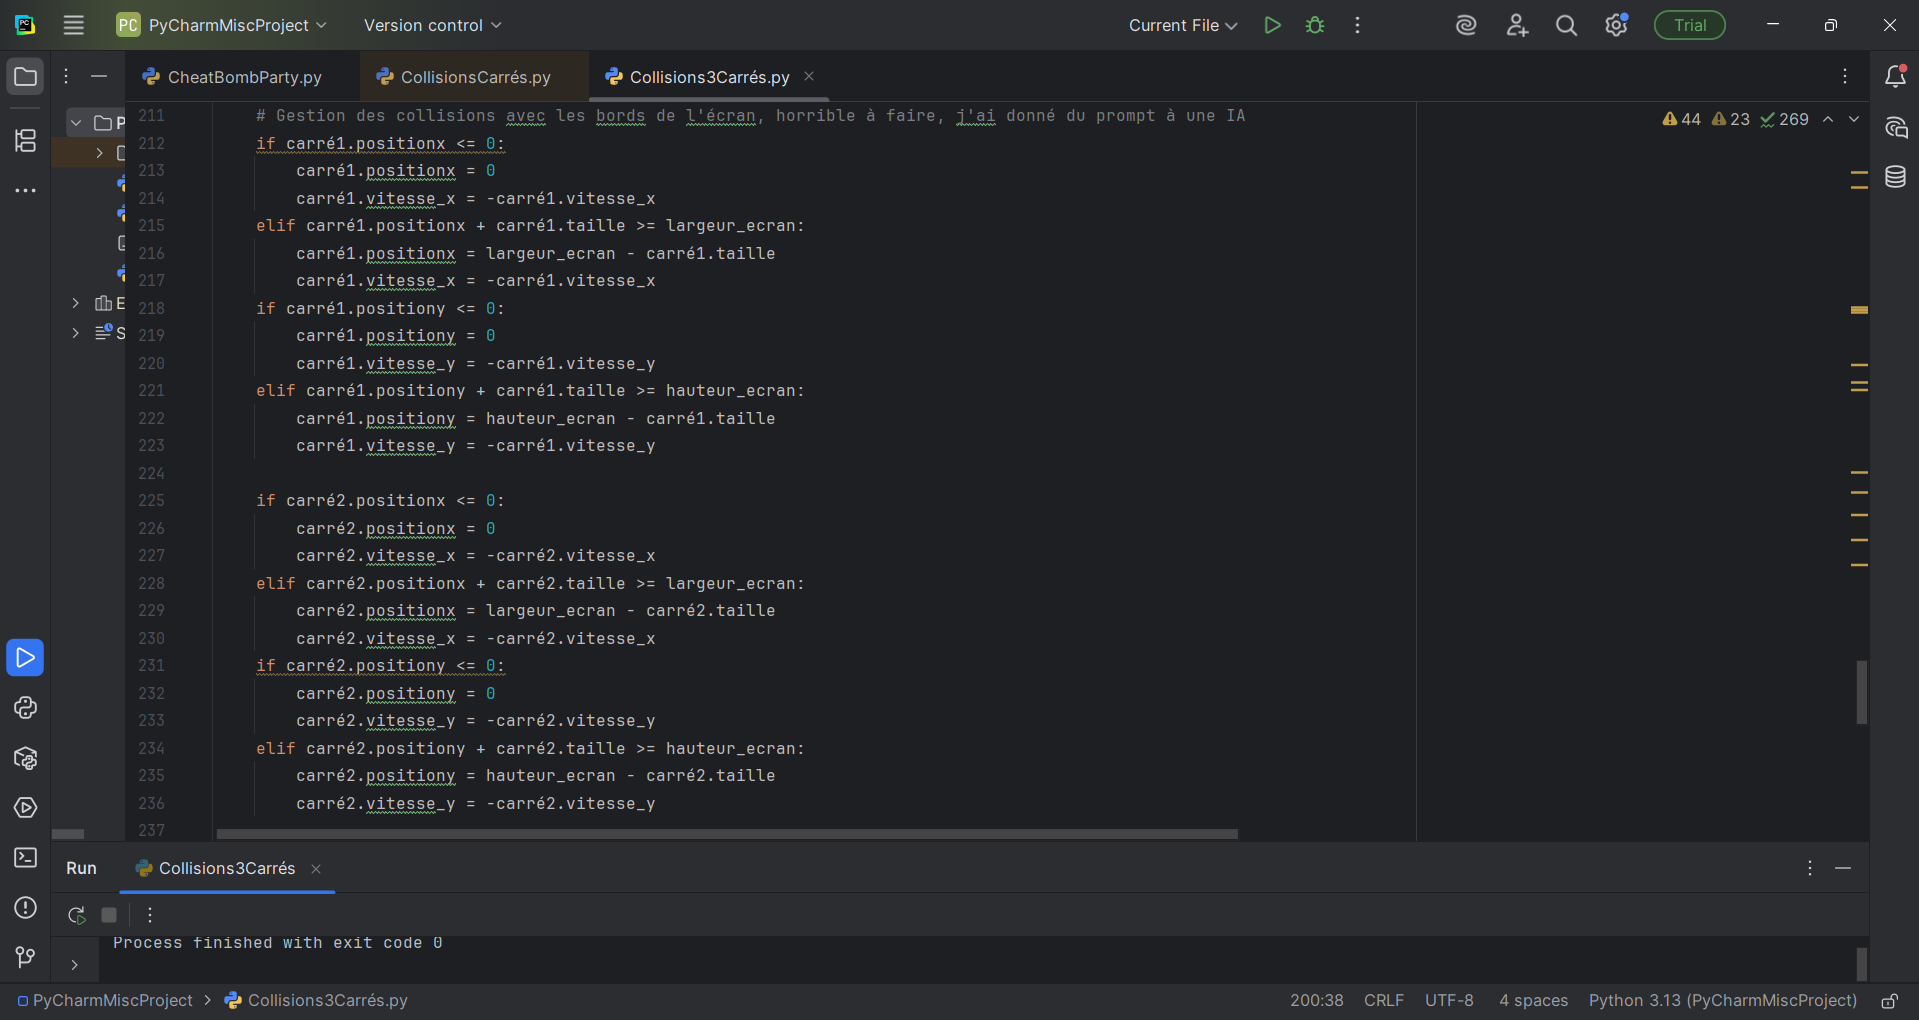 PC PyCharmMiscProject Version control Current File Trial
CheatBombParty.py CollisionsCarrés.py Collisions3Carrés.py
44 23 269
P
E
S
211 # Gestion des collisions avec les bords de l'écran, horrible à faire, j'ai donné du prompt à une IA
212 if carré1.positionx <= 0:
213 carré1.positionx = 0
214 carré1.vitesse_x = -carré1.vitesse_x
215 elif carré1.positionx + carré1.taille >= largeur_ecran:
216 carré1.positionx = largeur_ecran - carré1.taille
217 carré1.vitesse_x = -carré1.vitesse_x
218 if carré1.positiony <= 0:
219 carré1.positiony = 0
220 carré1.vitesse_y = -carré1.vitesse_y
221 elif carré1.positiony + carré1.taille >= hauteur_ecran:
222 carré1.positiony = hauteur_ecran - carré1.taille
223 carré1.vitesse_y = -carré1.vitesse_y
224
225 if carré2.positionx <= 0:
226 carré2.positionx = 0
227 carré2.vitesse_x = -carré2.vitesse_x
228 elif carré2.positionx + carré2.taille >= largeur_ecran:
229 carré2.positionx = largeur_ecran - carré2.taille
230 carré2.vitesse_x = -carré2.vitesse_x
231 if carré2.positiony <= 0:
232 carré2.positiony = 0
233 carré2.vitesse_y = -carré2.vitesse_y
234 elif carré2.positiony + carré2.taille >= hauteur_ecran:
235 carré2.positiony = hauteur_ecran - carré2.taille
236 carré2.vitesse_y = -carré2.vitesse_y
237
Run Collisions3Carrés
Process finished with exit code 0
PyCharmMiscProject > Collisions3Carrés.py 200:38 CRLF UTF-8 4 spaces Python 3.13 (PyCharmMiscProject)